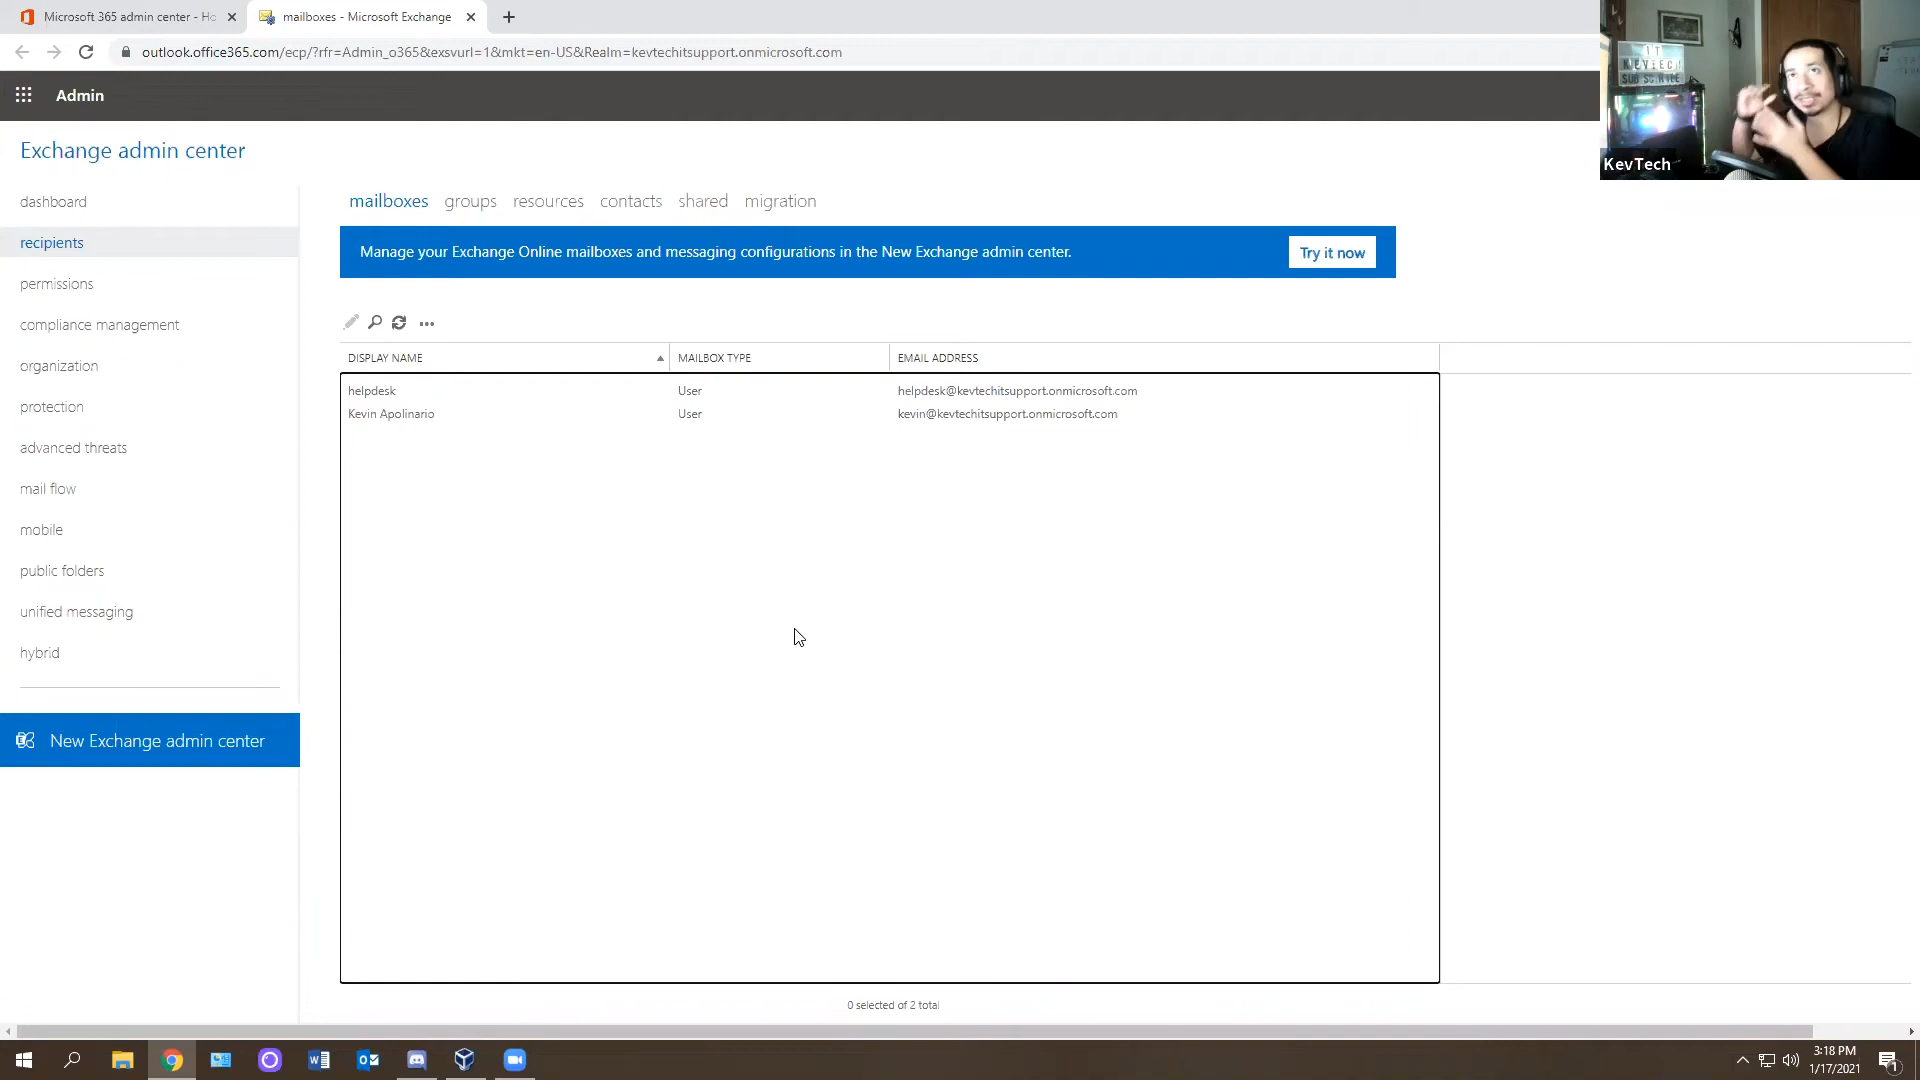 Microsoft 365 admin center - Ho
mailboxes - Microsoft Exchange
outlook.office365.com/ecp/?rfr=Admin_o365&exsvurl=1&mkt=en-US&Realm=kevtechitsupport.onmicrosoft.com
Admin
IT
KEVTECH
SUBSCRIBE
KevTech
Exchange admin center
dashboard
recipients
permissions
compliance management
organization
protection
advanced threats
mail flow
mobile
public folders
unified messaging
hybrid
New Exchange admin center
mailboxes groups resources contacts shared migration
Manage your Exchange Online mailboxes and messaging configurations in the New Exchange admin center.
Try it now
DISPLAY NAME MAILBOX TYPE EMAIL ADDRESS
helpdesk User helpdesk@kevtechitsupport.onmicrosoft.com
Kevin Apolinario User kevin@kevtechitsupport.onmicrosoft.com
0 selected of 2 total
3:18 PM
1/17/2021
1